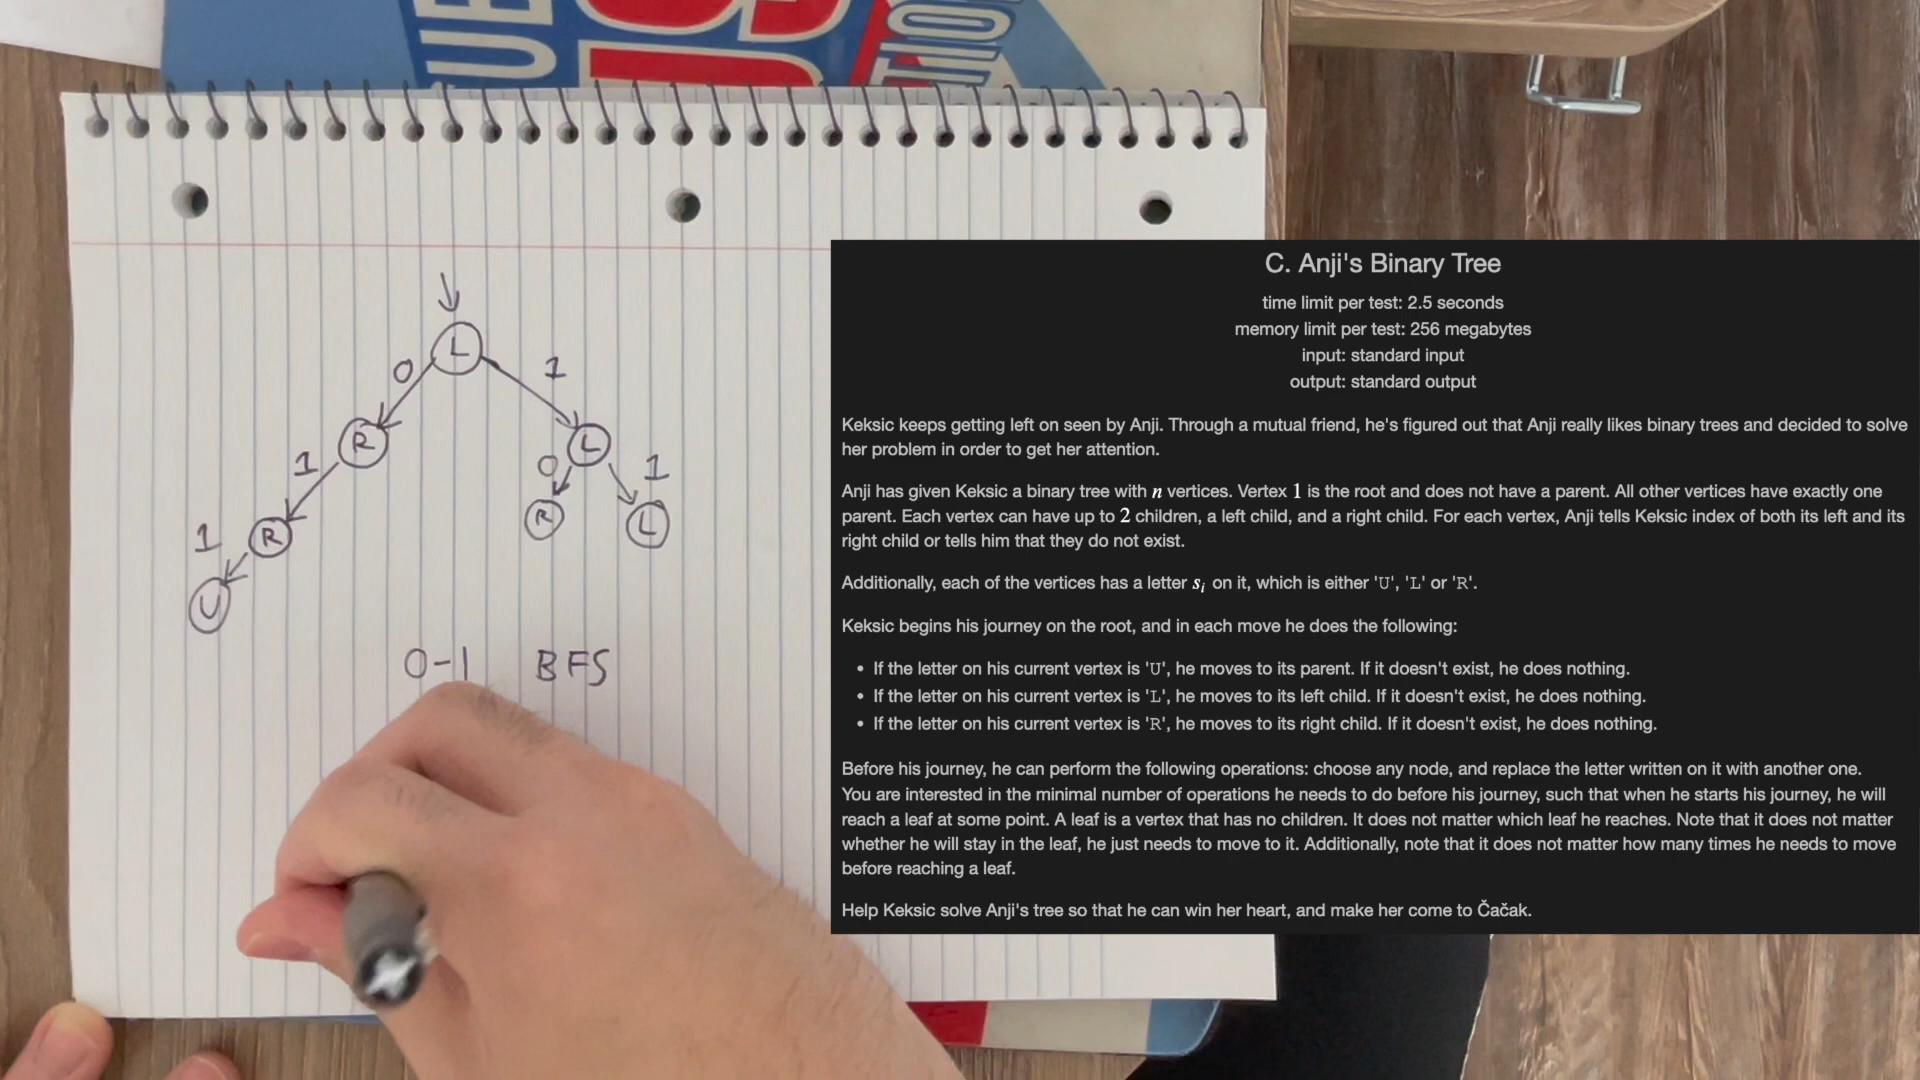 UE
US
TION
C. Anji's Binary Tree
time limit per test: 2.5 seconds
memory limit per test: 256 megabytes
input: standard input
output: standard output
Keksic keeps getting left on seen by Anji. Through a mutual friend, he's figured out that Anji really likes binary trees and decided to solve
her problem in order to get her attention.
Anji has given Keksic a binary tree with n vertices. Vertex 1 is the root and does not have a parent. All other vertices have exactly one
parent. Each vertex can have up to 2 children, a left child, and a right child. For each vertex, Anji tells Keksic index of both its left and its
right child or tells him that they do not exist.
Additionally, each of the vertices has a letter sᵢ on it, which is either 'U', 'L' or 'R'.
Keksic begins his journey on the root, and in each move he does the following:
• If the letter on his current vertex is 'U', he moves to its parent. If it doesn't exist, he does nothing.
• If the letter on his current vertex is 'L', he moves to its left child. If it doesn't exist, he does nothing.
• If the letter on his current vertex is 'R', he moves to its right child. If it doesn't exist, he does nothing.
Before his journey, he can perform the following operations: choose any node, and replace the letter written on it with another one.
You are interested in the minimal number of operations he needs to do before his journey, such that when he starts his journey, he will
reach a leaf at some point. A leaf is a vertex that has no children. It does not matter which leaf he reaches. Note that it does not matter
whether he will stay in the leaf, he just needs to move to it. Additionally, note that it does not matter how many times he needs to move
before reaching a leaf.
Help Keksic solve Anji's tree so that he can win her heart, and make her come to Čačak.
L
0 1
R L
1 0 1
1 R R L
U
0-1 BFS